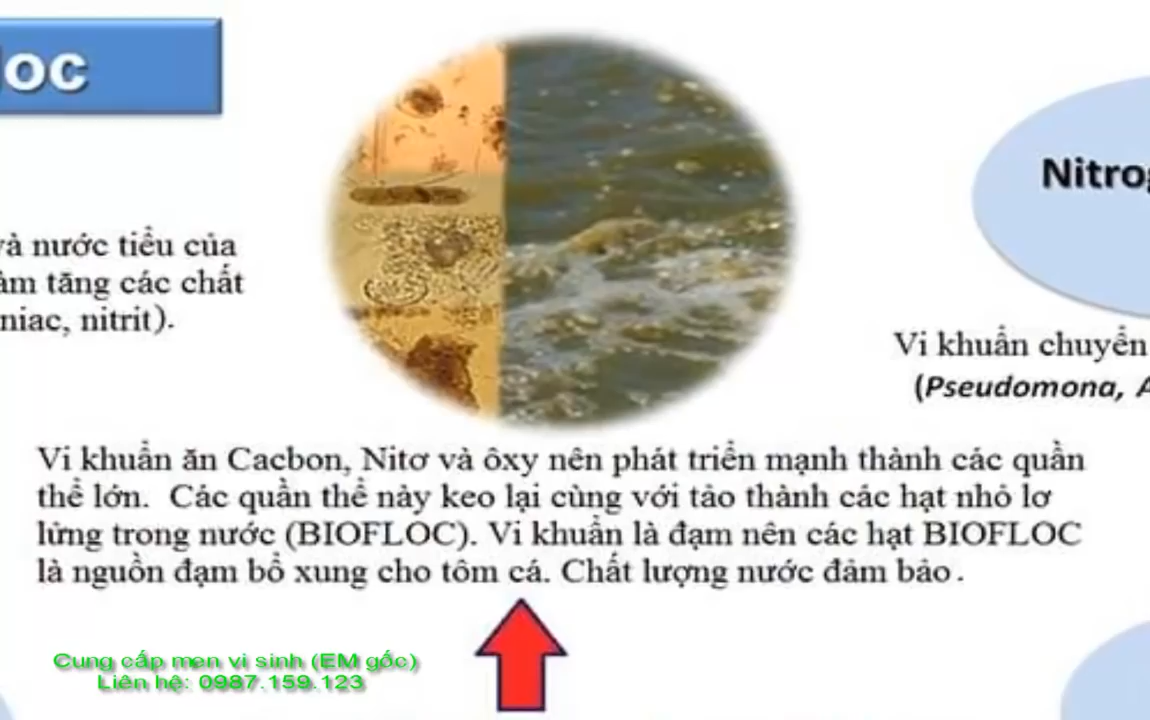 loc
Nitrog
và nước tiểu của
àm tăng các chất
niac, nitrit).
Vi khuẩn chuyển
(Pseudomona, A
Vi khuẩn ăn Cacbon, Nitơ và ôxy nên phát triển mạnh thành các quần
thể lớn. Các quần thể này keo lại cùng với tảo thành các hạt nhỏ lơ
lửng trong nước (BIOFLOC). Vi khuẩn là đạm nên các hạt BIOFLOC
là nguồn đạm bổ xung cho tôm cá. Chất lượng nước đảm bảo.
Cung cấp men vi sinh (EM gốc)
Liên hệ: 0987.159.123